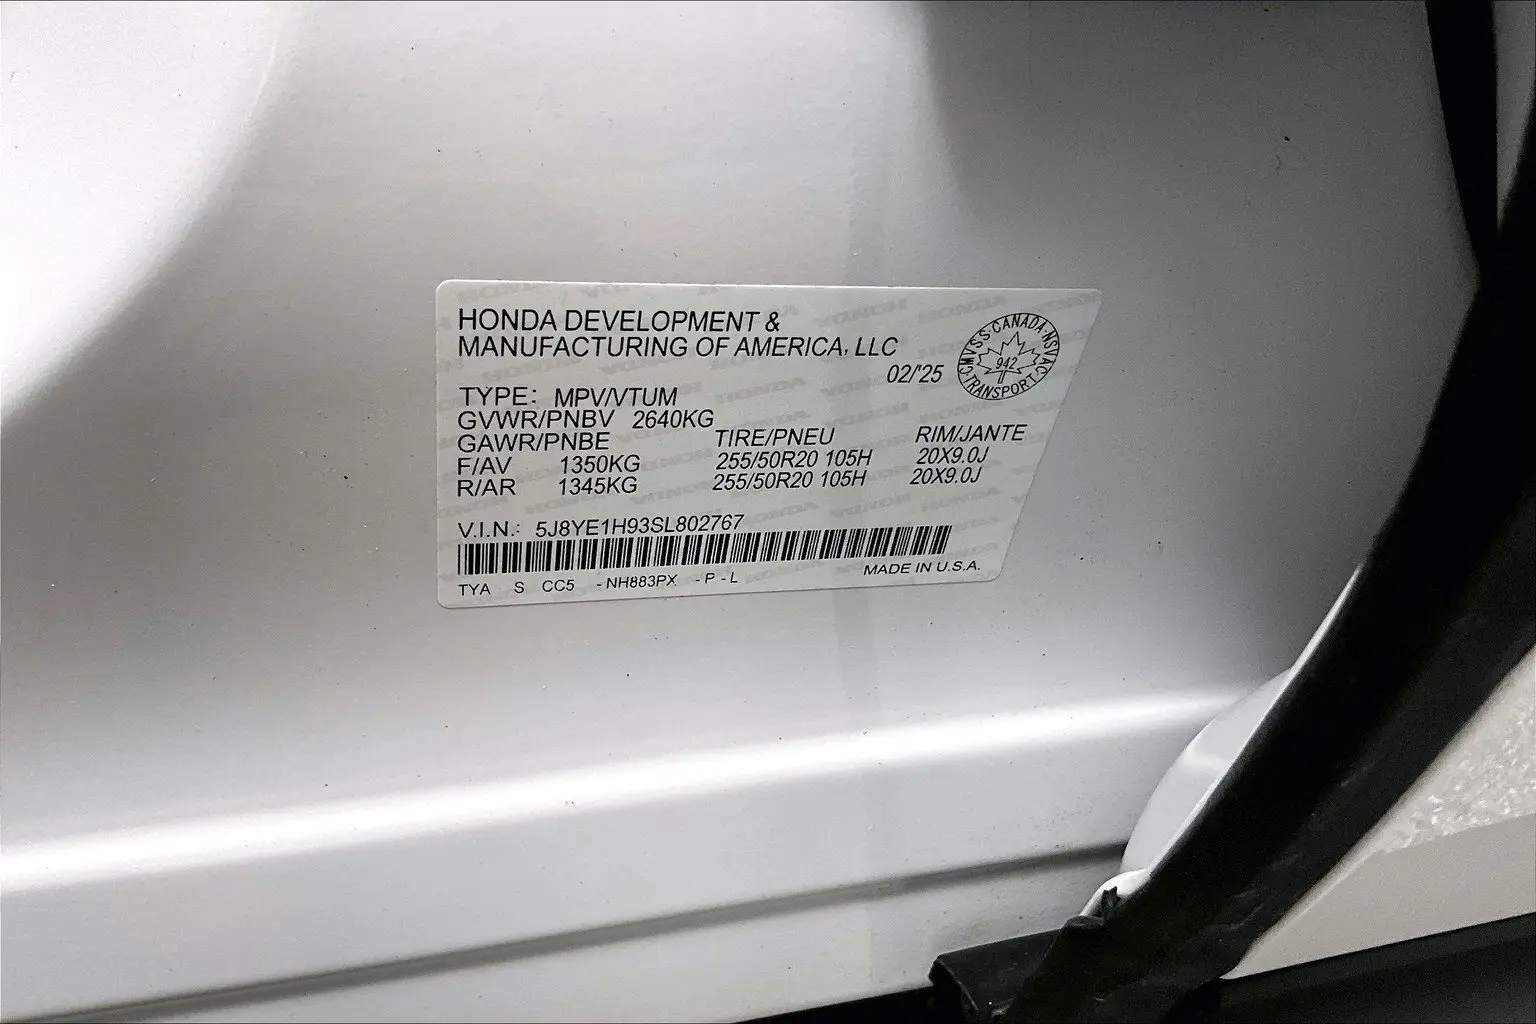 HONDA DEVELOPMENT &
MANUFACTURING OF AMERICA, LLC
02/'25
CMVSS·CANADA·NSVAC·TRANSPORT·
942
TYPE: MPV/VTUM
GVWR/PNBV 2640KG
GAWR/PNBE TIRE/PNEU RIM/JANTE
F/AV 1350KG 255/50R20 105H 20X9.0J
R/AR 1345KG 255/50R20 105H 20X9.0J
V.I.N.: 5J8YE1H93SL802767
TYA S CC5 -NH883PX -P-L MADE IN U.S.A.